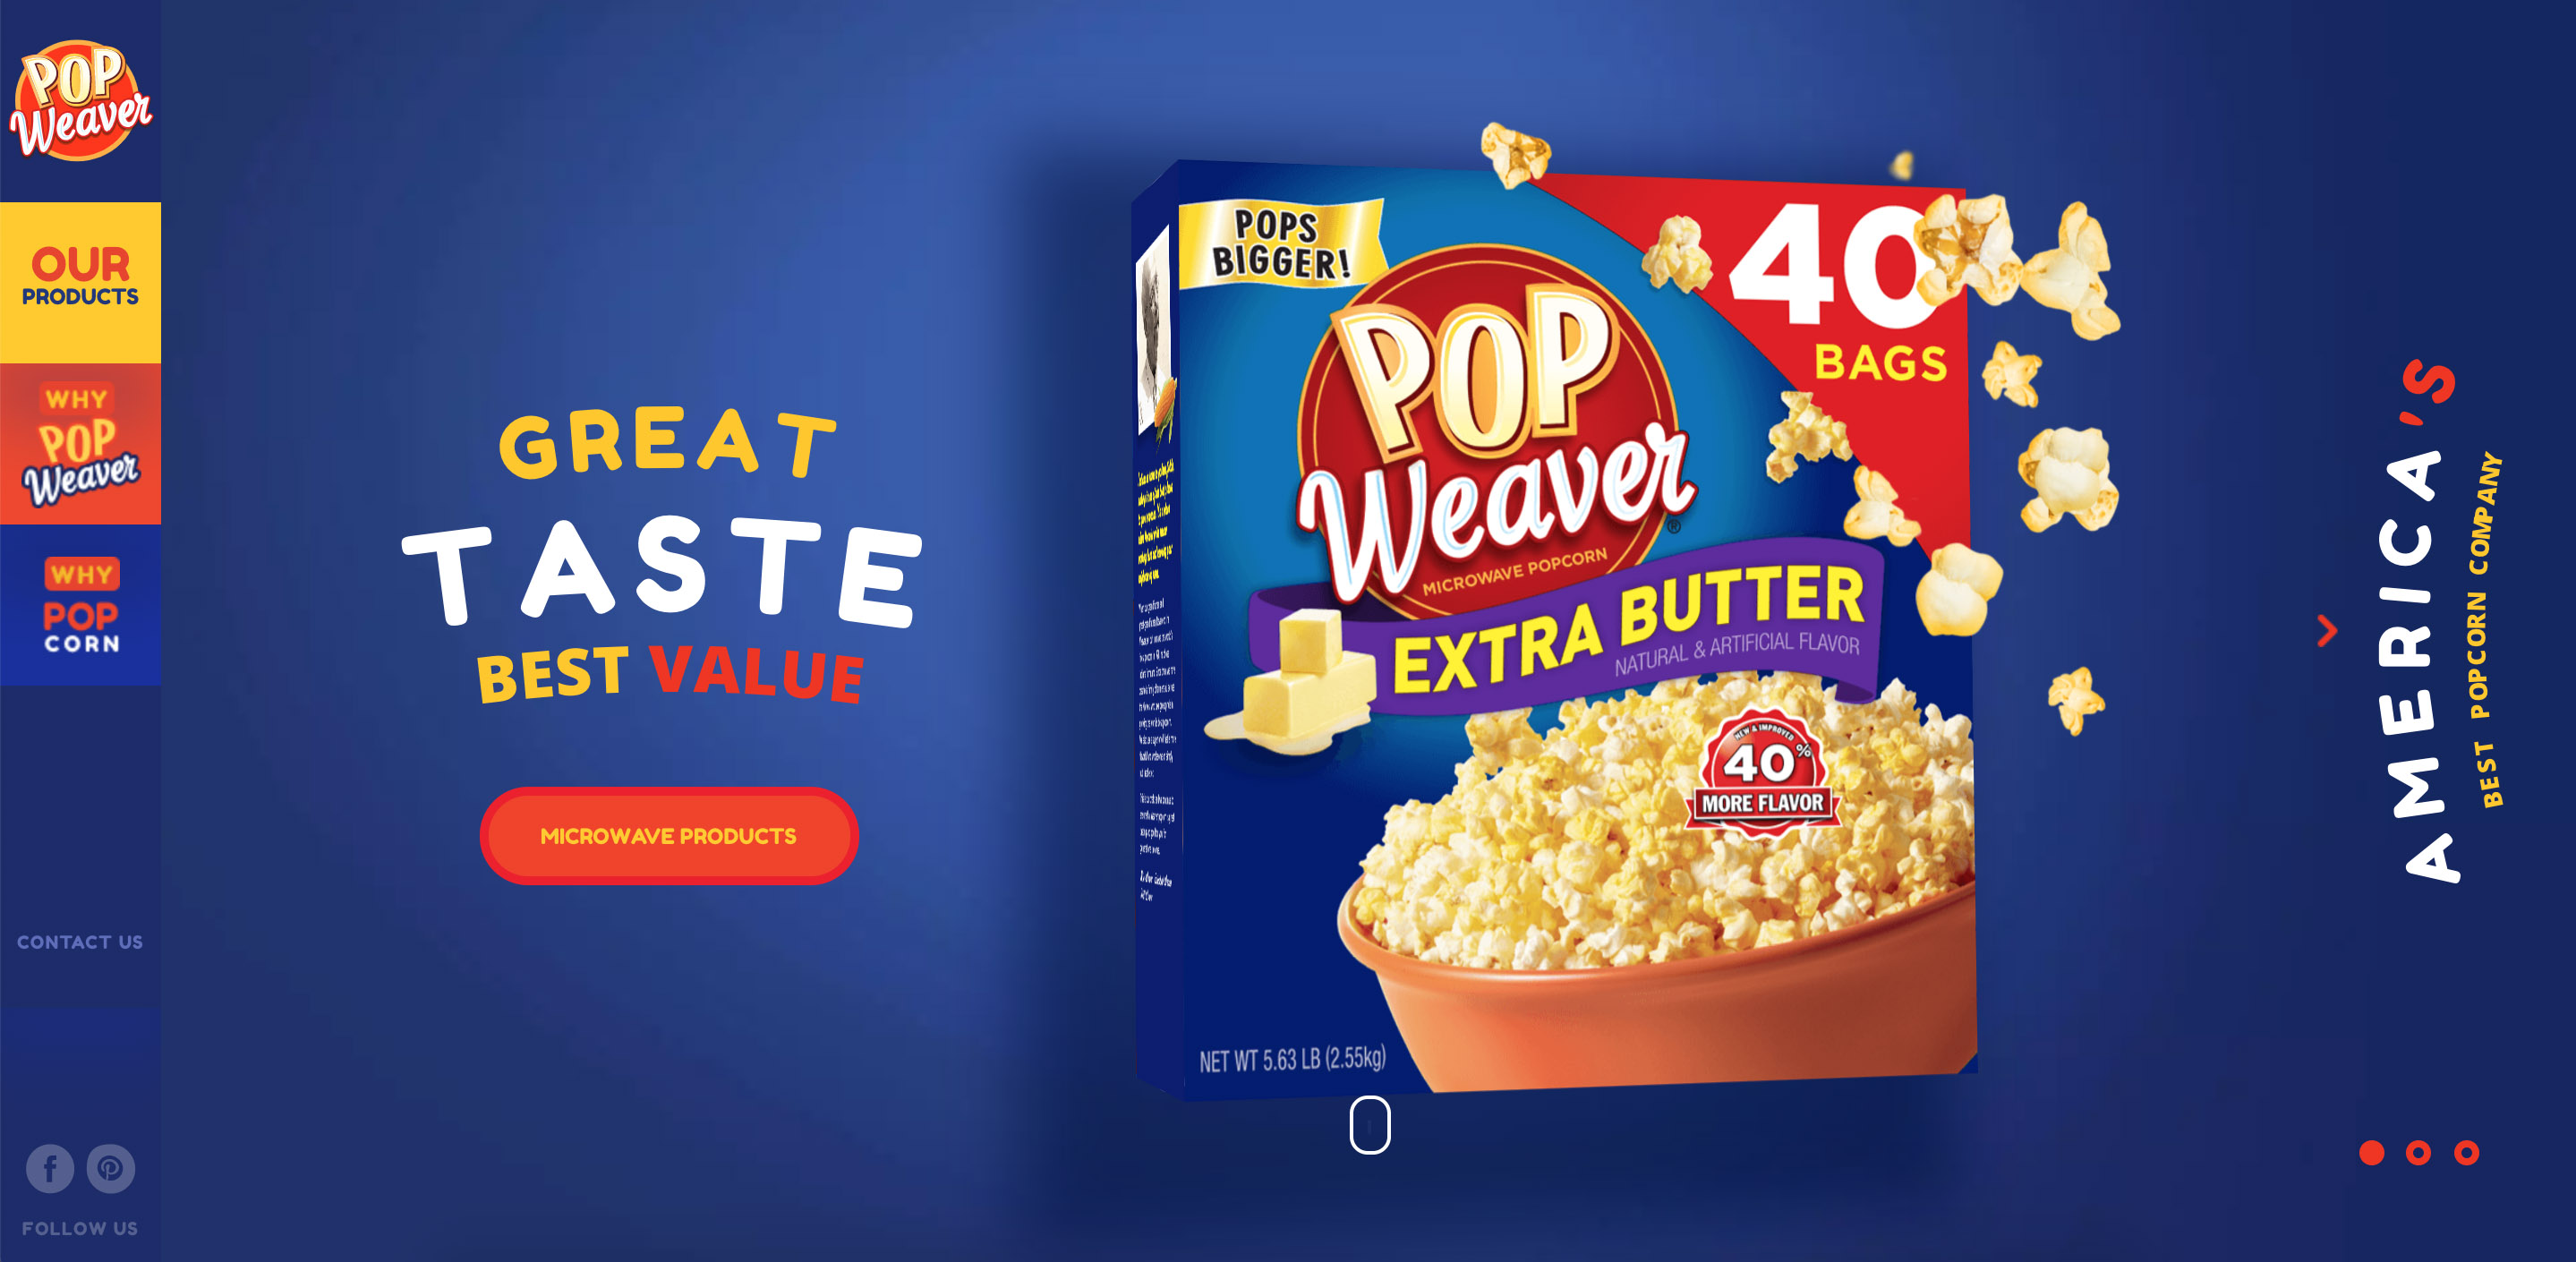 POP
Weaver
OUR
PRODUCTS
WHY
POP
Weaver
WHY
POP
CORN
CONTACT US
FOLLOW US
GREAT
TASTE
BEST VALUE
MICROWAVE PRODUCTS
POPS
BIGGER!
40
BAGS
POP
Weaver®
MICROWAVE POPCORN
EXTRA BUTTER
NATURAL & ARTIFICIAL FLAVOR
NEW & IMPROVED
40%
MORE FLAVOR
NET WT 5.63 LB (2.55kg)
AMERICA'S
BEST POPCORN COMPANY